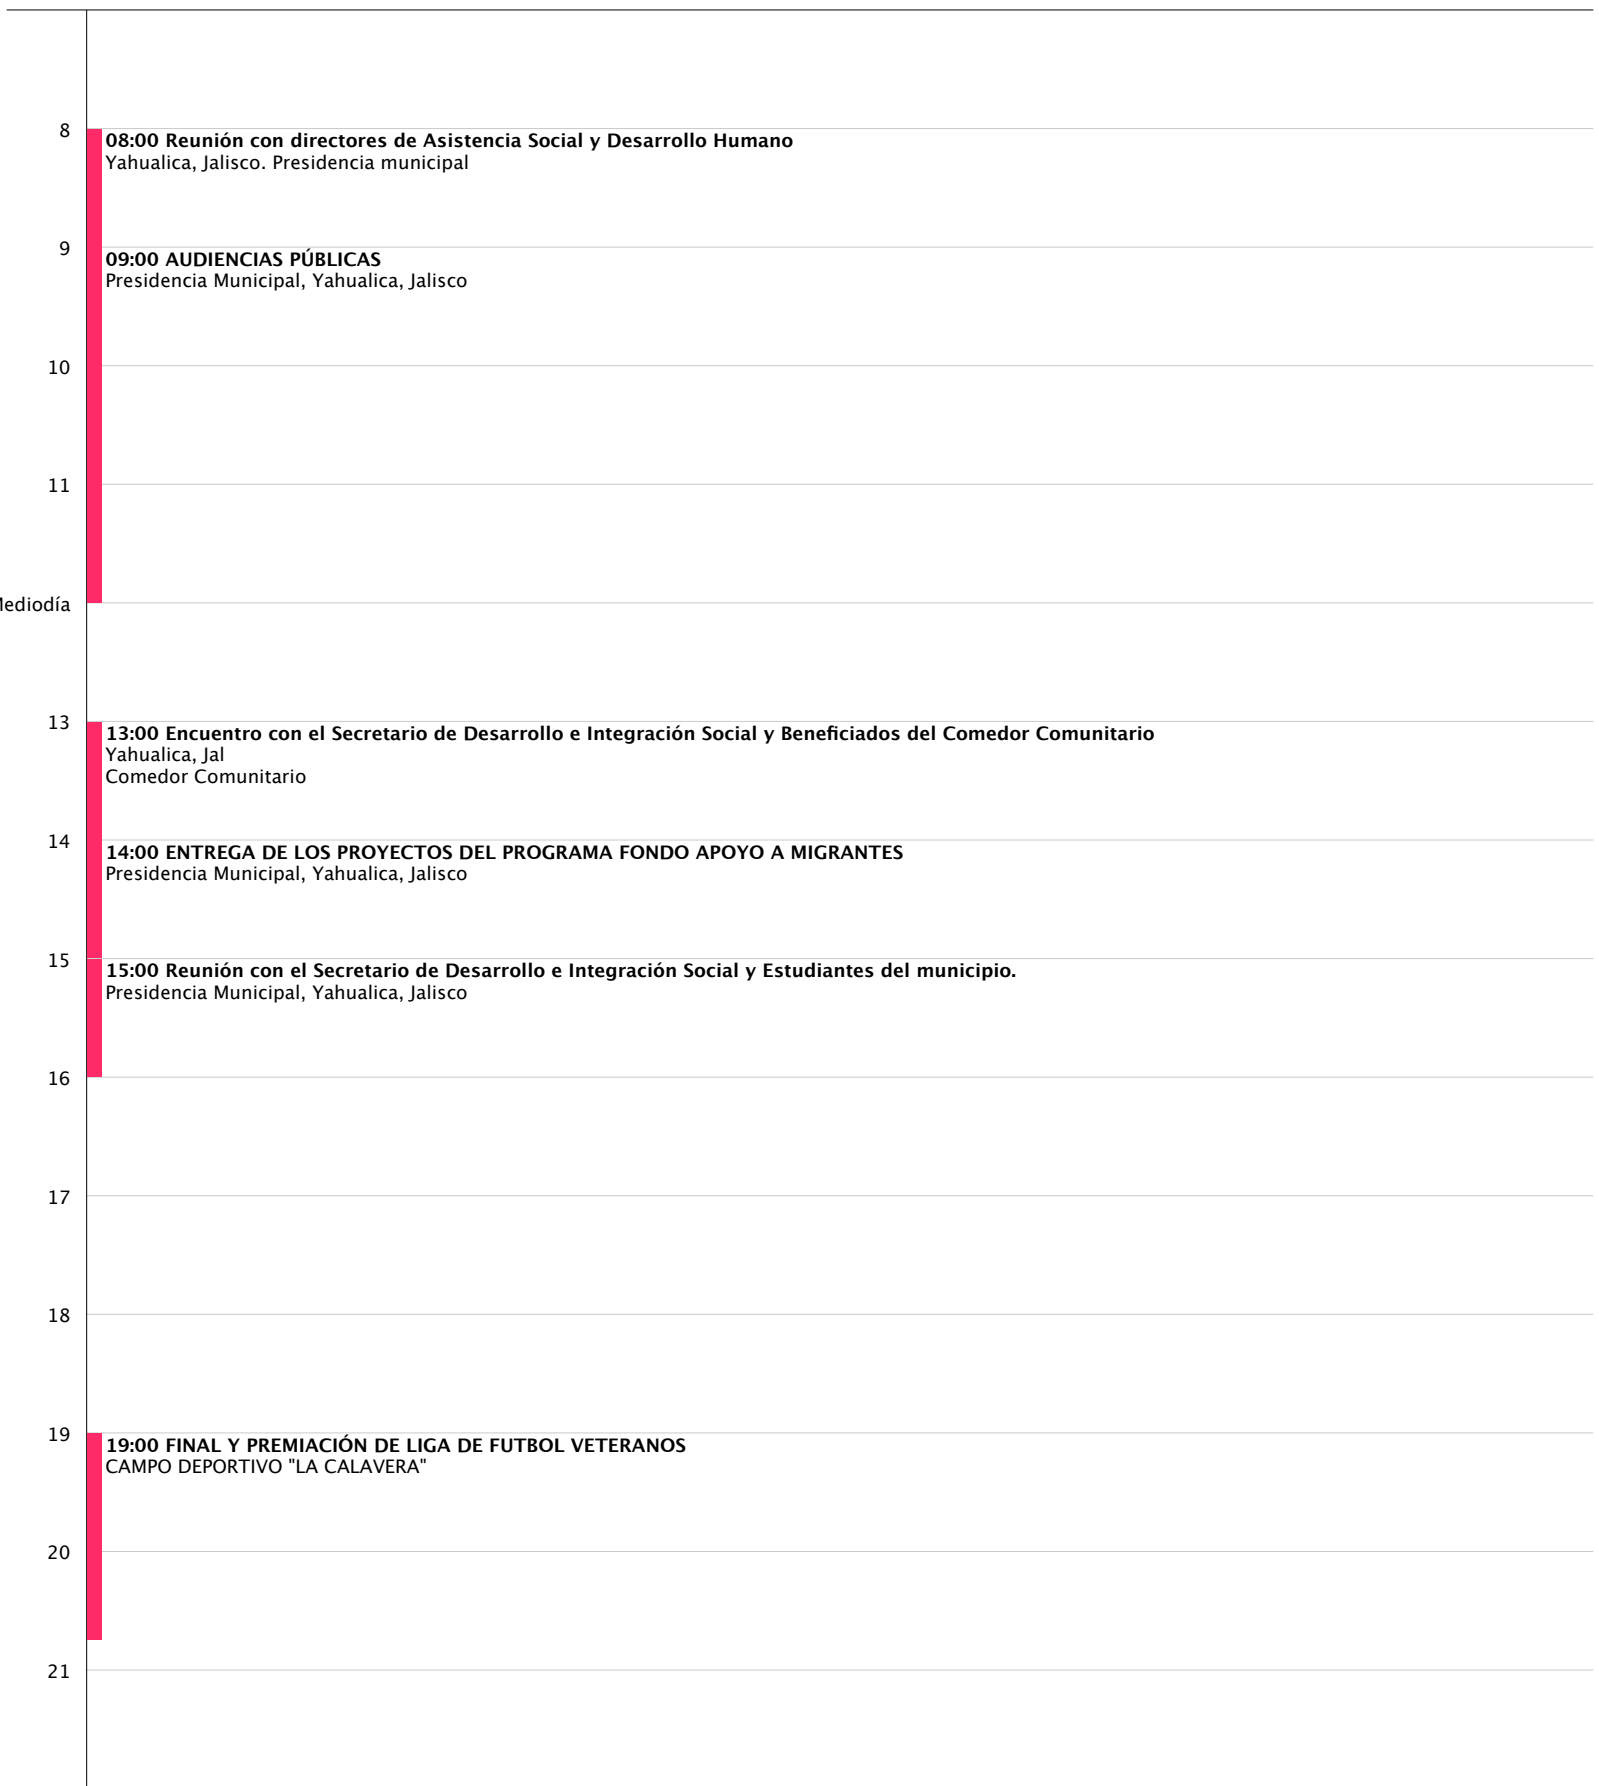 8
08:00 Reunión con directores de Asistencia Social y Desarrollo Humano
Yahualica, Jalisco. Presidencia municipal
9
09:00 AUDIENCIAS PÚBLICAS
Presidencia Municipal, Yahualica, Jalisco
10
11
Mediodía
13
13:00 Encuentro con el Secretario de Desarrollo e Integración Social y Beneficiados del Comedor Comunitario
Yahualica, Jal
Comedor Comunitario
14
14:00 ENTREGA DE LOS PROYECTOS DEL PROGRAMA FONDO APOYO A MIGRANTES
Presidencia Municipal, Yahualica, Jalisco
15
15:00 Reunión con el Secretario de Desarrollo e Integración Social y Estudiantes del municipio.
Presidencia Municipal, Yahualica, Jalisco
16
17
18
19
19:00 FINAL Y PREMIACIÓN DE LIGA DE FUTBOL VETERANOS
CAMPO DEPORTIVO "LA CALAVERA"
20
21